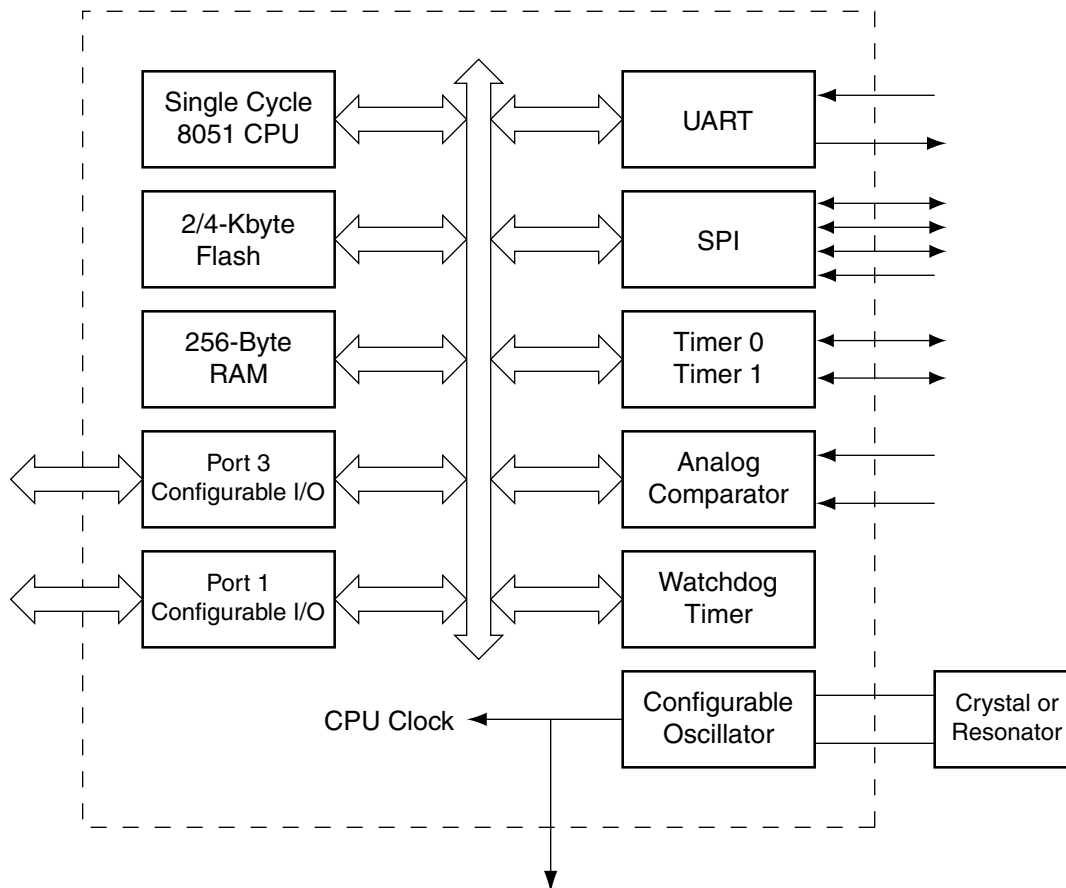 Single Cycle
8051 CPU
UART
2/4-Kbyte
Flash
SPI
256-Byte
RAM
Timer 0
Timer 1
Port 3
Configurable I/O
Analog
Comparator
Port 1
Configurable I/O
Watchdog
Timer
CPU Clock
Configurable
Oscillator
Crystal or
Resonator